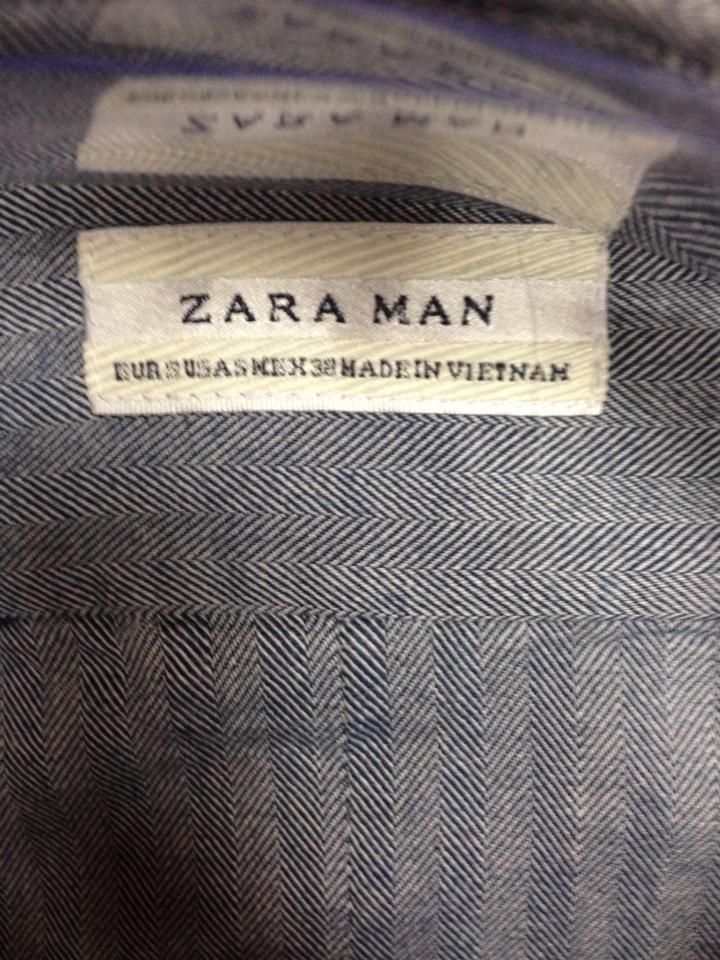 ZARA MAN
EUR S USA S MEX 38 MADE IN VIETNAM